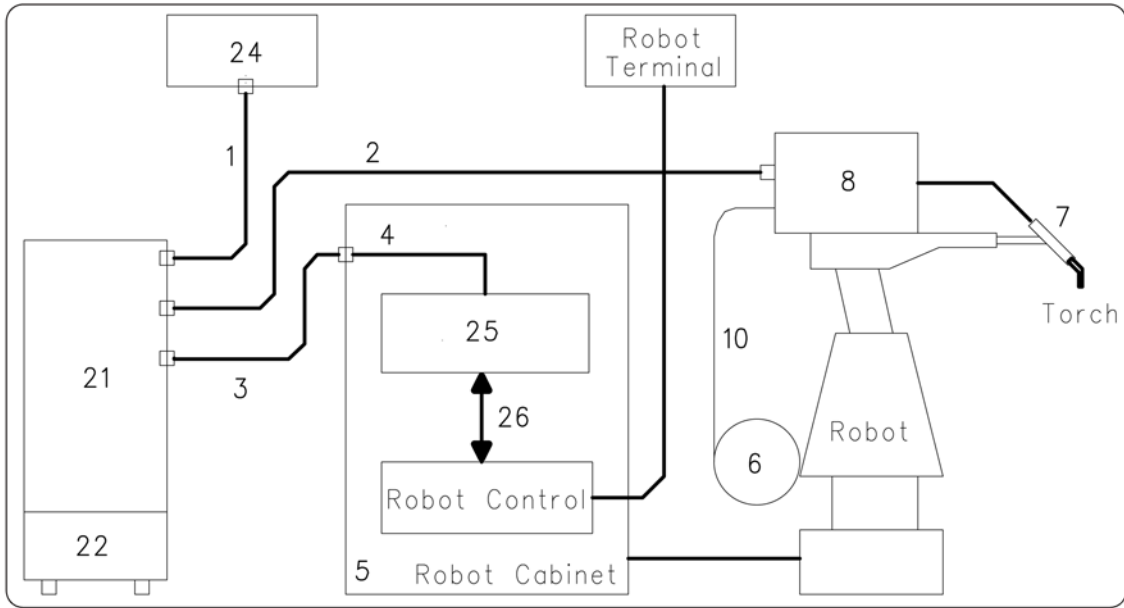 24
Robot
Terminal
1
2
8
7
4
Torch
25
10
21
3
26
Robot
6
Robot Control
22
5
Robot Cabinet